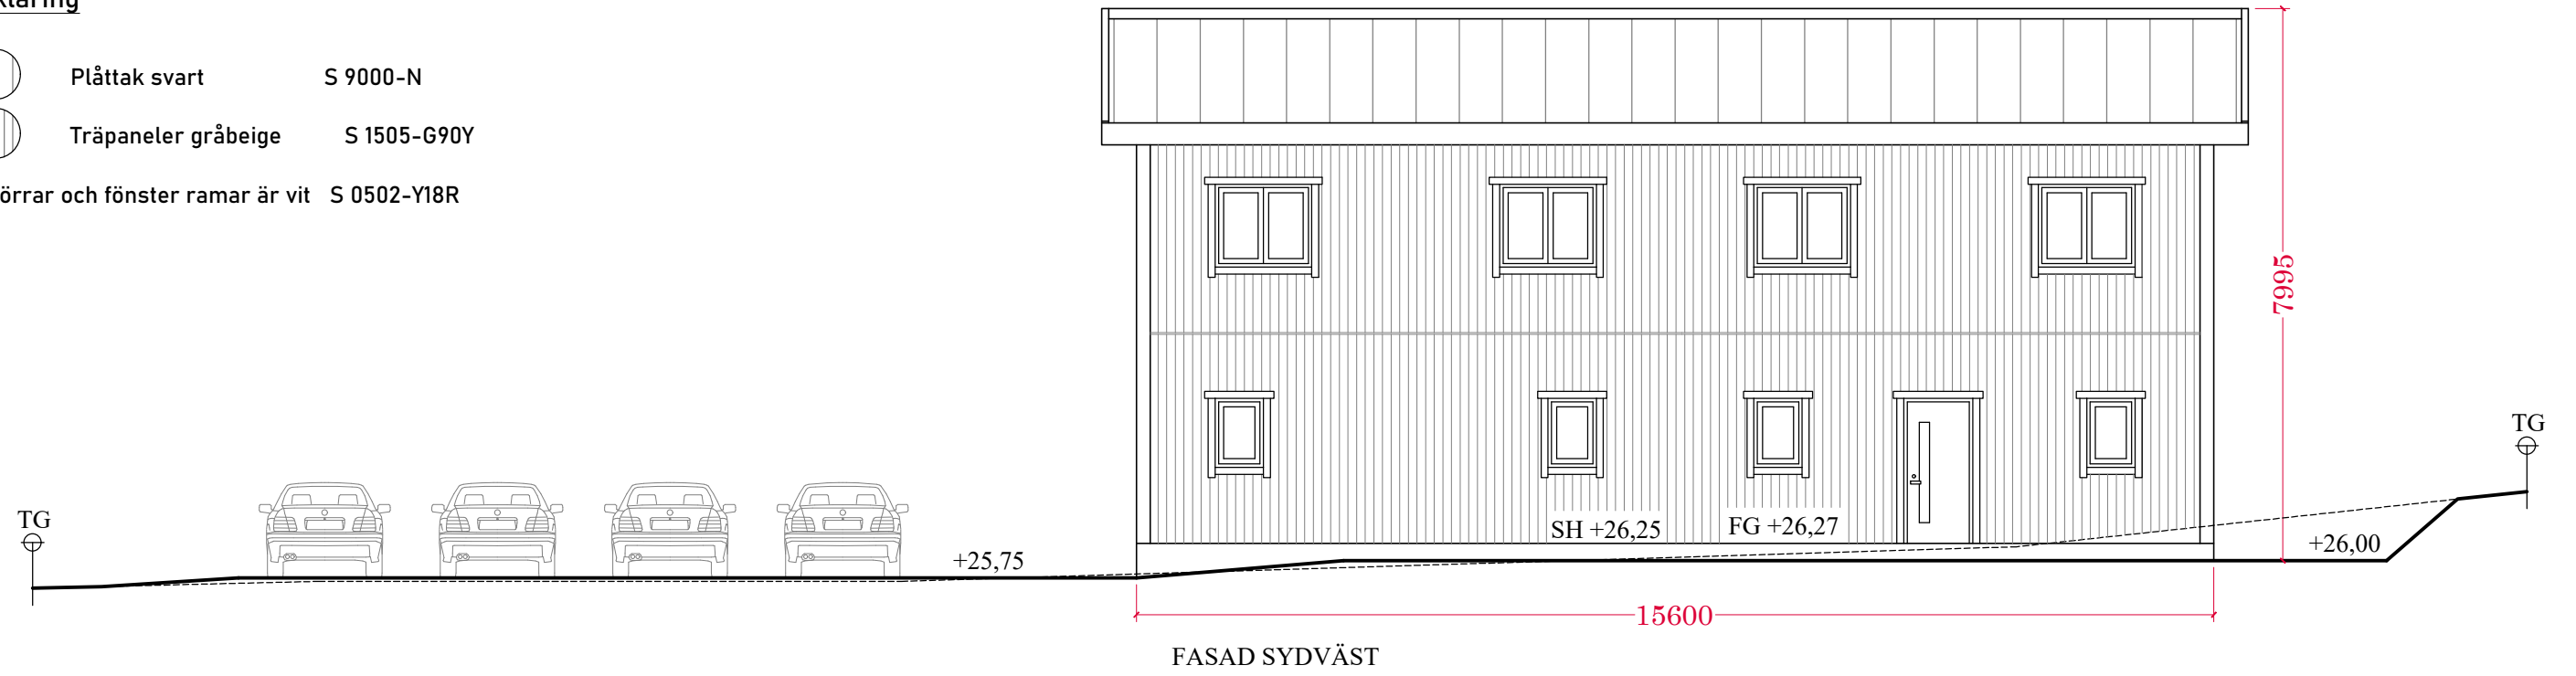 klaring
Plåttak svart S 9000-N
Träpaneler gråbeige S 1505-G90Y
örrar och fönster ramar är vit S 0502-Y18R
7995
TG
TG
SH +26,25
FG +26,27
+26,00
+25,75
15600
FASAD SYDVÄST